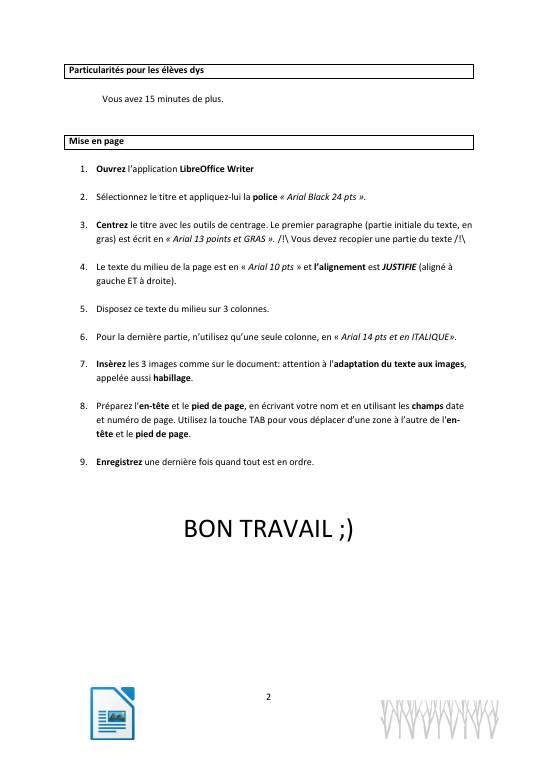 Particularités pour les élèves dys
Vous avez 15 minutes de plus.
Mise en page
1. Ouvrez l'application LibreOffice Writer
2. Sélectionnez le titre et appliquez-lui la police « Arial Black 24 pts ».
3. Centrez le titre avec les outils de centrage. Le premier paragraphe (partie initiale du texte, en
gras) est écrit en « Arial 13 points et GRAS ». /!\ Vous devez recopier une partie du texte /!\
4. Le texte du milieu de la page est en « Arial 10 pts » et l'alignement est JUSTIFIE (aligné à
gauche ET à droite).
5. Disposez ce texte du milieu sur 3 colonnes.
6. Pour la dernière partie, n'utilisez qu'une seule colonne, en « Arial 14 pts et en ITALIQUE».
7. Insèrez les 3 images comme sur le document: attention à l'adaptation du texte aux images,
appelée aussi habillage.
8. Préparez l'en-tête et le pied de page, en écrivant votre nom et en utilisant les champs date
et numéro de page. Utilisez la touche TAB pour vous déplacer d'une zone à l'autre de l'en-
tête et le pied de page.
9. Enregistrez une dernière fois quand tout est en ordre.
BON TRAVAIL ;)
2